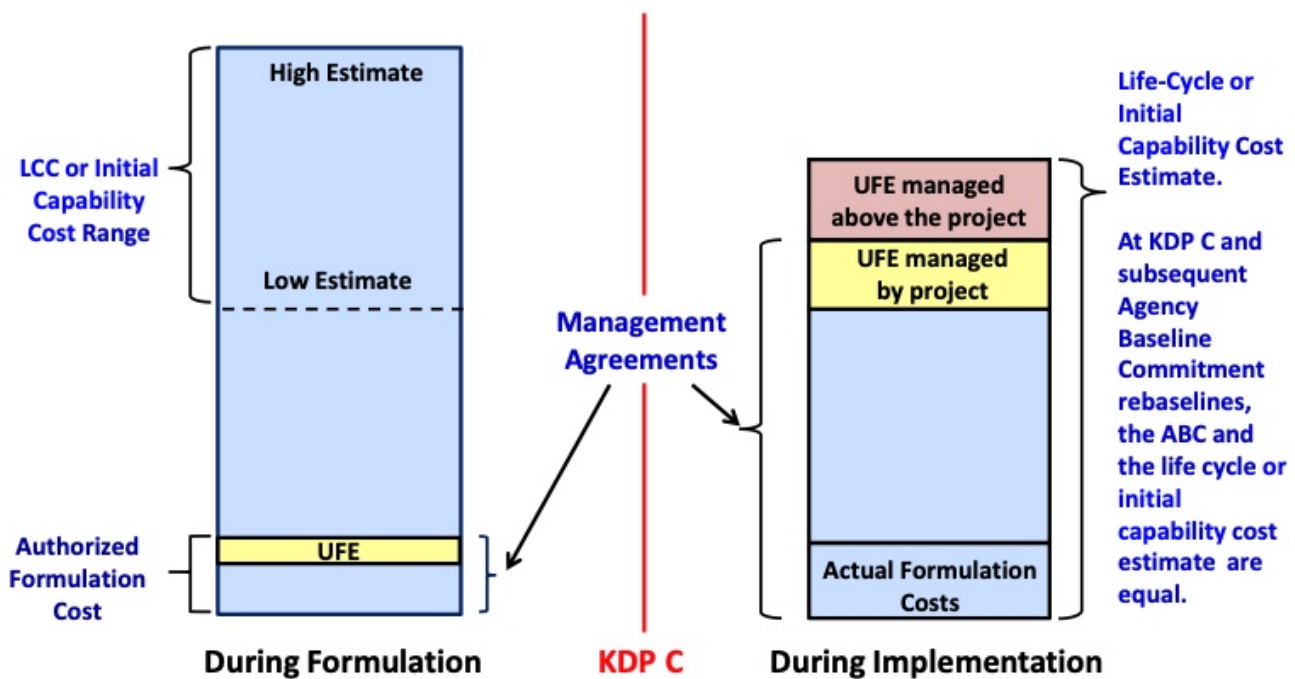 High Estimate
LCC or Initial
Capability
Cost Range
Low Estimate
Authorized
Formulation
Cost
UFE
During Formulation
Management
Agreements
KDP C
UFE managed
above the project
UFE managed
by project
Actual Formulation
Costs
During Implementation
Life-Cycle or
Initial
Capability Cost
Estimate.
At KDP C and
subsequent
Agency
Baseline
Commitment
rebaselines,
the ABC and
the life cycle or
initial
capability cost
estimate are
equal.